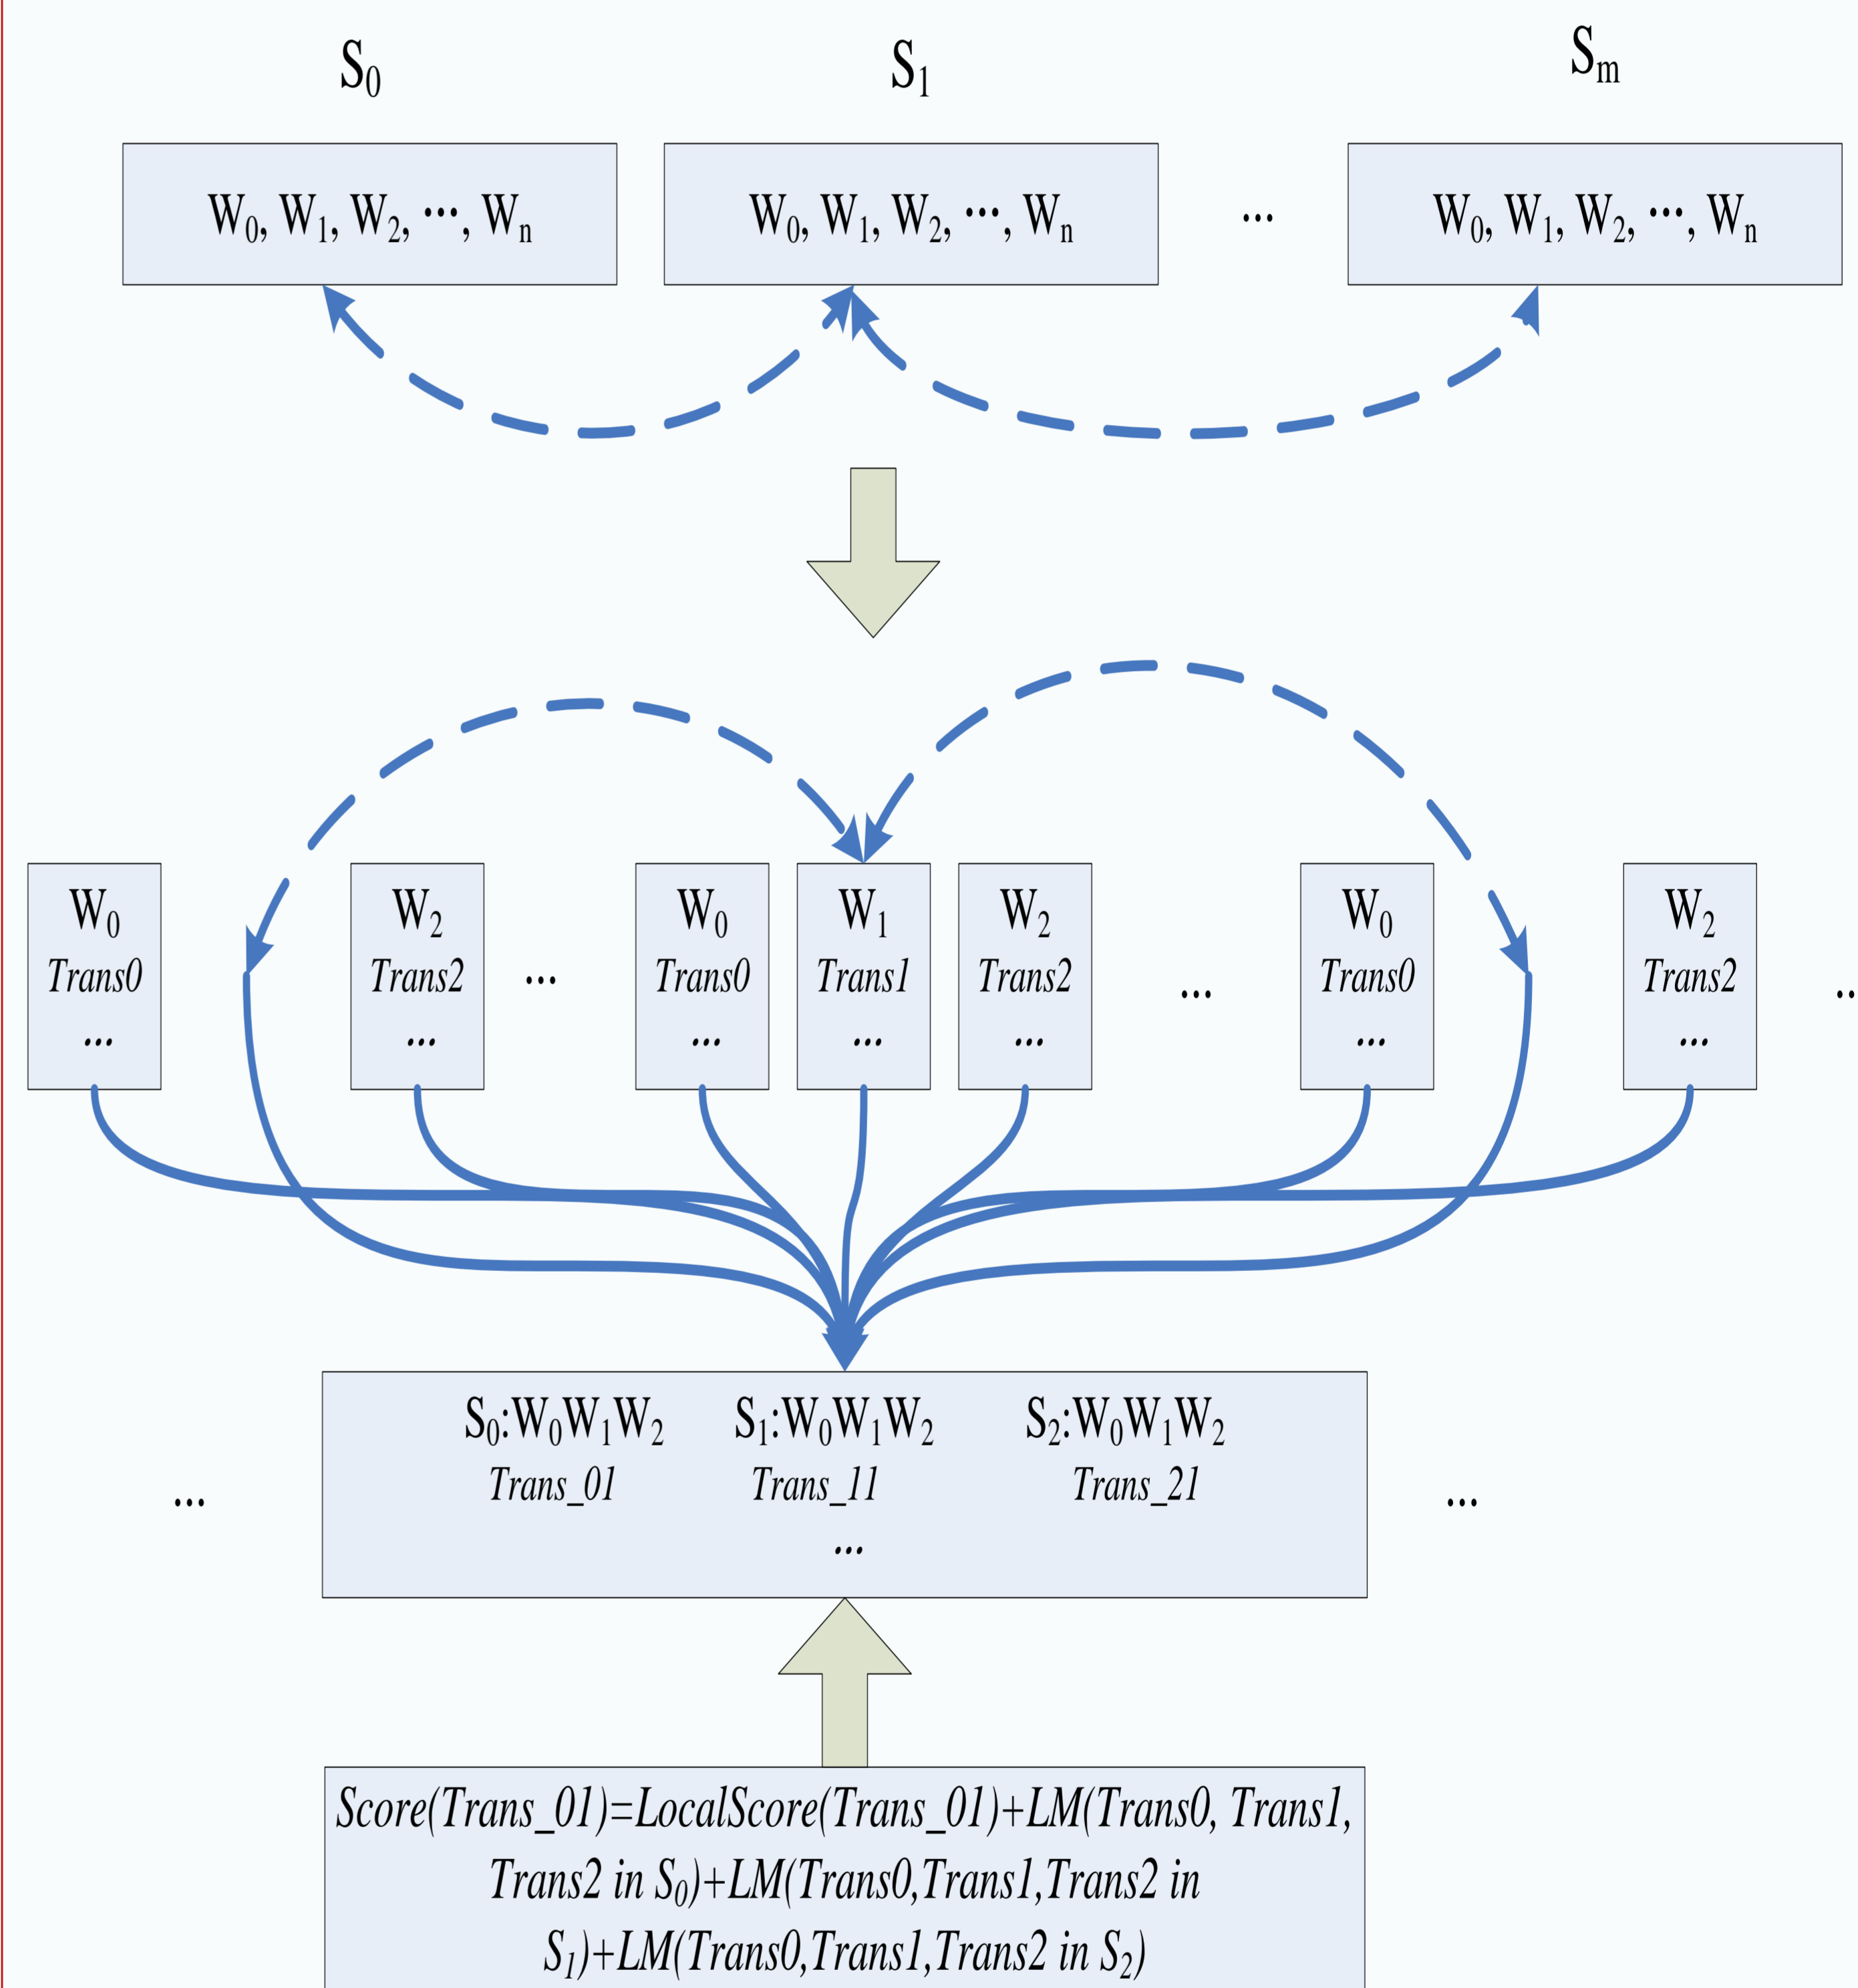 S₀ S₁ Sₘ
W₀, W₁, W₂, ···, Wₙ W₀, W₁, W₂, ···, Wₙ ... W₀, W₁, W₂, ···, Wₙ
W₀ W₂ W₀ W₁ W₂ W₀ W₂
Trans0 Trans2 ... Trans0 Trans1 Trans2 ... Trans0 Trans2 ..
... ... ... ... ... ... ...
S₀:W₀W₁W₂ S₁:W₀W₁W₂ S₂:W₀W₁W₂
... Trans_01 Trans_11 Trans_21 ...
...
Score(Trans_01)=LocalScore(Trans_01)+LM(Trans0, Trans1,
Trans2 in S₀)+LM(Trans0,Trans1,Trans2 in
S₁)+LM(Trans0,Trans1,Trans2 in S₂)